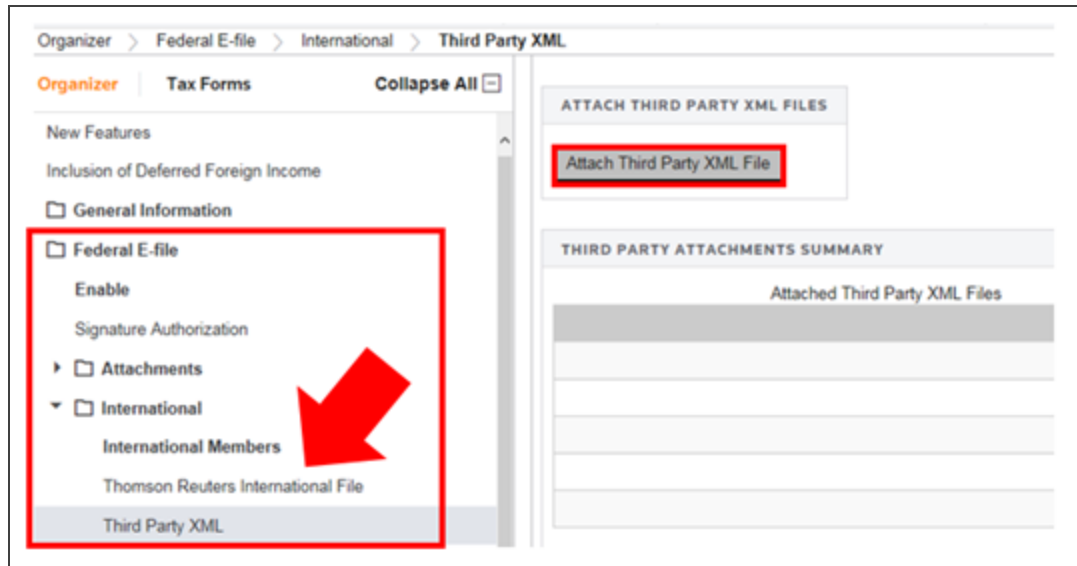 Organizer > Federal E-file > International > Third Party XML
Organizer Tax Forms Collapse All
New Features
Inclusion of Deferred Foreign Income
General Information
Federal E-file
Enable
Signature Authorization
Attachments
International
International Members
Thomson Reuters International File
Third Party XML
ATTACH THIRD PARTY XML FILES
Attach Third Party XML File
THIRD PARTY ATTACHMENTS SUMMARY
Attached Third Party XML Files